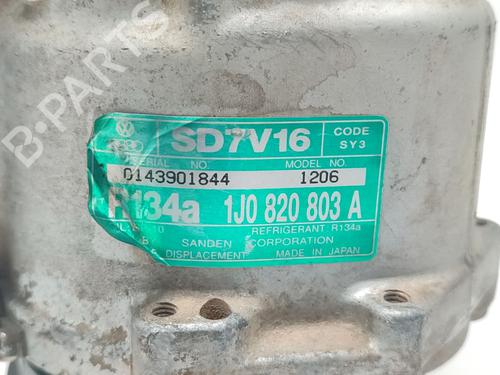 SD7V16
CODE
SY3
SERIAL NO.
MODEL NO.
0143901844
1206
R134a
1J0 820 803 A
REFRIGERANT R134a
SANDEN CORPORATION
DISPLACEMENT
MADE IN JAPAN
B-PARTS